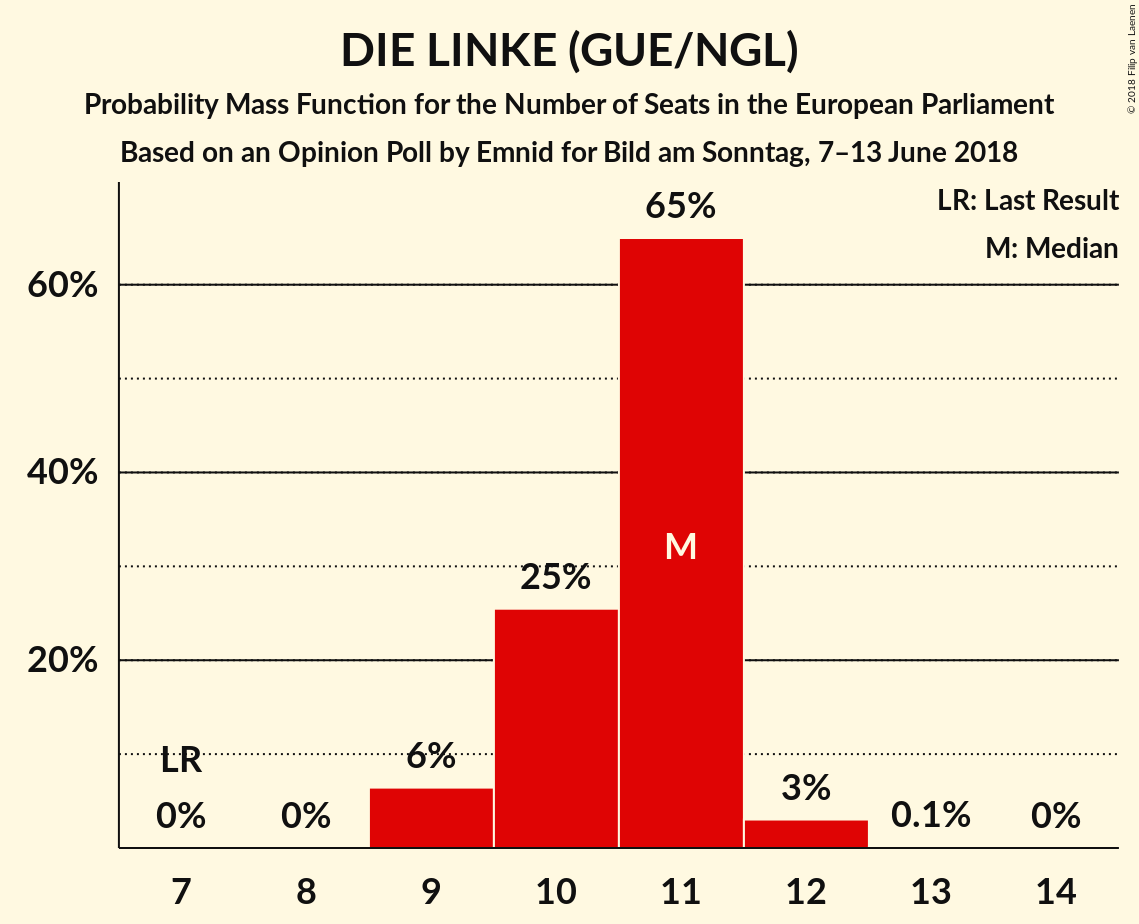 DIE LINKE (GUE/NGL)
Probability Mass Function for the Number of Seats in the European Parliament
Based on an Opinion Poll by Emnid for Bild am Sonntag, 7–13 June 2018
© 2018 Filip van Laenen
LR: Last Result
M: Median
65%
60%
40%
M
25%
20%
LR
6%
3%
0%
0%
0.1%
0%
7 8 9 10 11 12 13 14